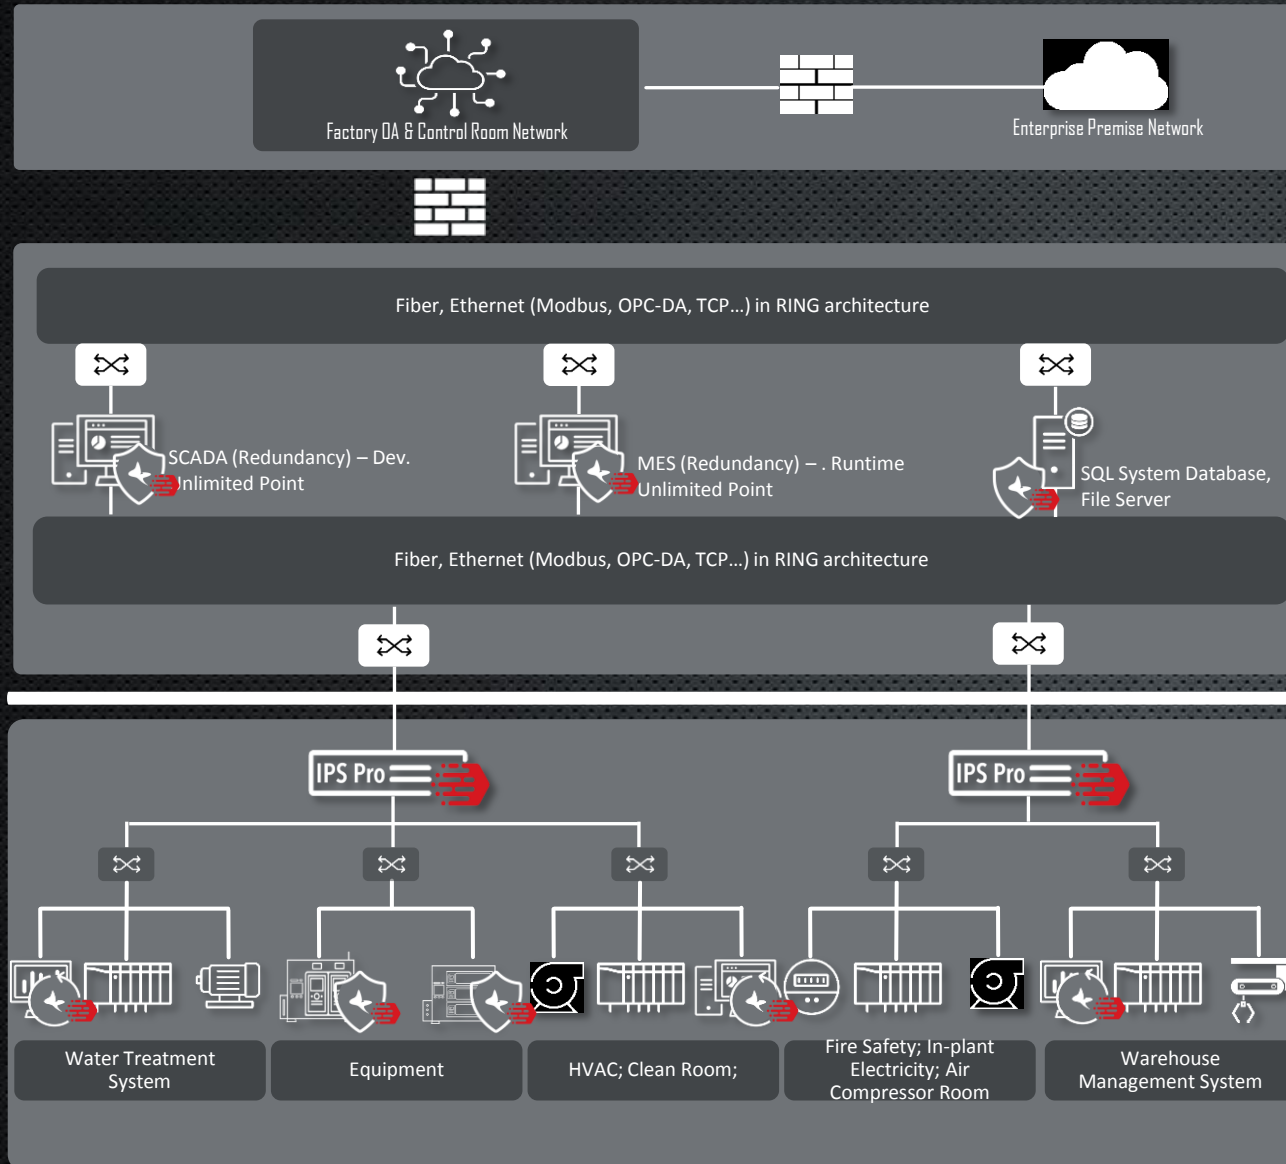 Factory OA & Control Room Network
Enterprise Premise Network
Fiber, Ethernet (Modbus, OPC-DA, TCP...) in RING architecture
SCADA (Redundancy) – Dev.
Unlimited Point
MES (Redundancy) – . Runtime
Unlimited Point
SQL System Database,
File Server
Fiber, Ethernet (Modbus, OPC-DA, TCP...) in RING architecture
IPS Pro
IPS Pro
Water Treatment
System
Equipment
HVAC; Clean Room;
Fire Safety; In-plant
Electricity; Air
Compressor Room
Warehouse
Management System